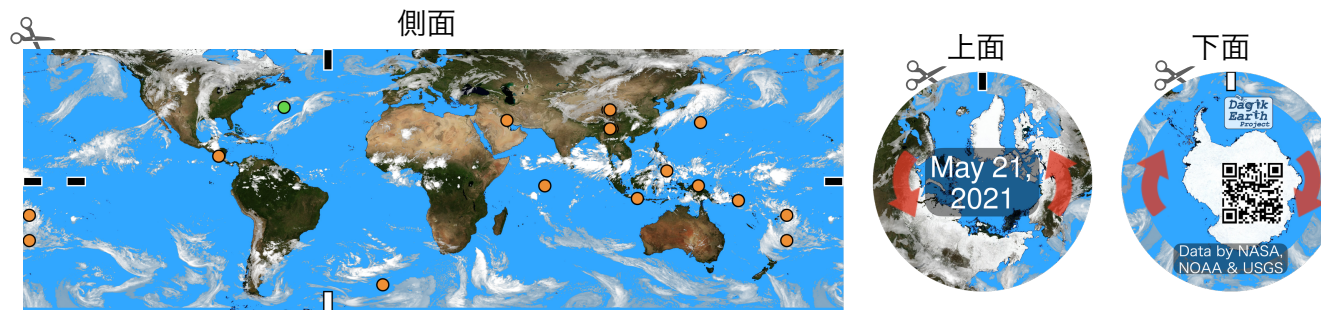 側面
上面
May 21,
2021
下面
Dagik
Earth
Project
Data by NASA,
NOAA & USGS